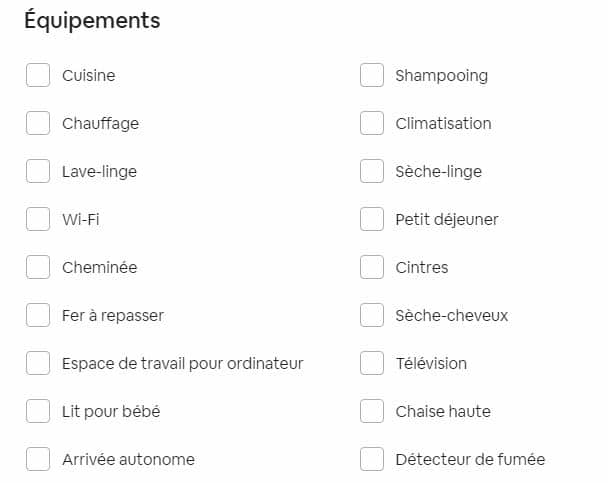 Équipements
Cuisine
Shampooing
Chauffage
Climatisation
Lave-linge
Sèche-linge
Wi-Fi
Petit déjeuner
Cheminée
Cintres
Fer à repasser
Sèche-cheveux
Espace de travail pour ordinateur
Télévision
Lit pour bébé
Chaise haute
Arrivée autonome
Détecteur de fumée